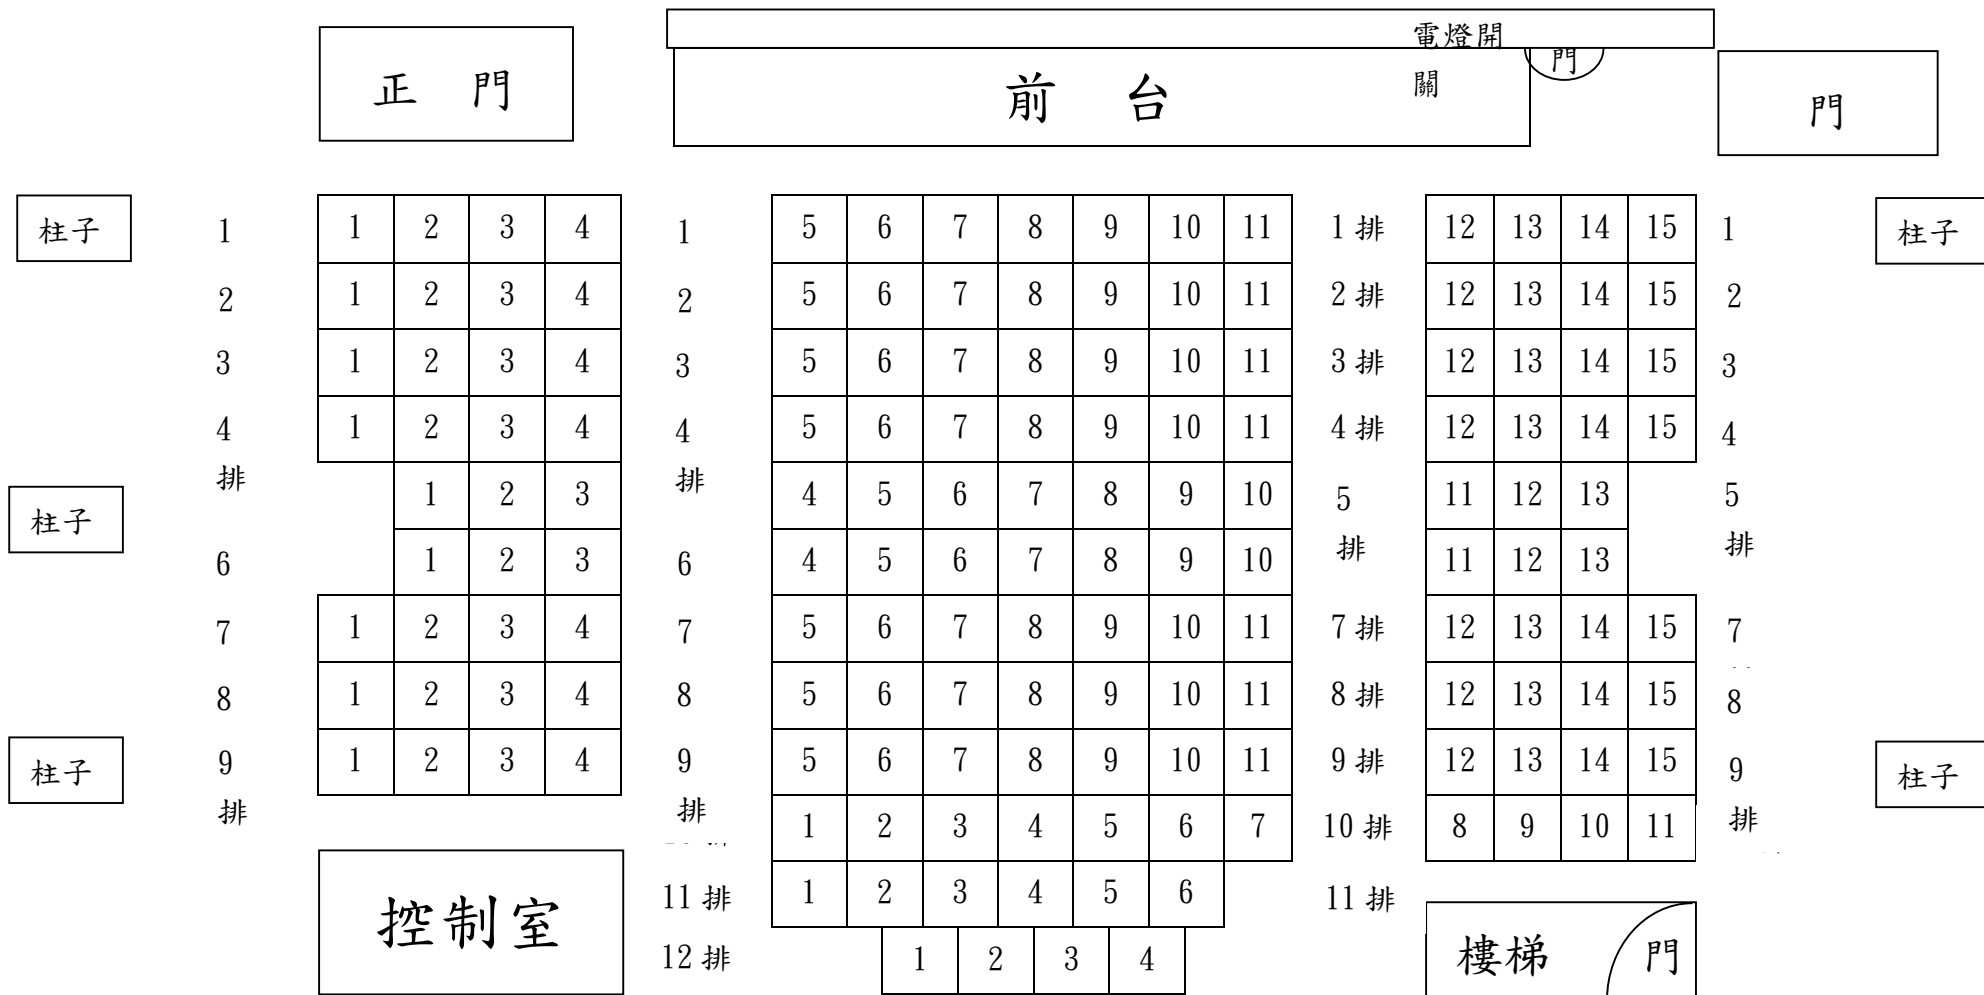 正 門
電燈開
關
前 台
門
門
柱子
1 1 2 3 4 1 5 6 7 8 9 10 11 1 排 12 13 14 15 1
柱子
2 1 2 3 4 2 5 6 7 8 9 10 11 2 排 12 13 14 15 2
3 1 2 3 4 3 5 6 7 8 9 10 11 3 排 12 13 14 15 3
4 1 2 3 4 4 5 6 7 8 9 10 11 4 排 12 13 14 15 4
排 1 2 3 排 4 5 6 7 8 9 10 5 11 12 13 5
柱子 排 排
6 1 2 3 6 4 5 6 7 8 9 10 11 12 13
7 1 2 3 4 7 5 6 7 8 9 10 11 7 排 12 13 14 15 7
8 1 2 3 4 8 5 6 7 8 9 10 11 8 排 12 13 14 15 8
柱子 9 1 2 3 4 9 5 6 7 8 9 10 11 9 排 12 13 14 15 9 柱子
排 排 1 2 3 4 5 6 7 10 排 8 9 10 11 排
控制室
11 排 1 2 3 4 5 6 11 排
12 排 1 2 3 4
樓梯 門